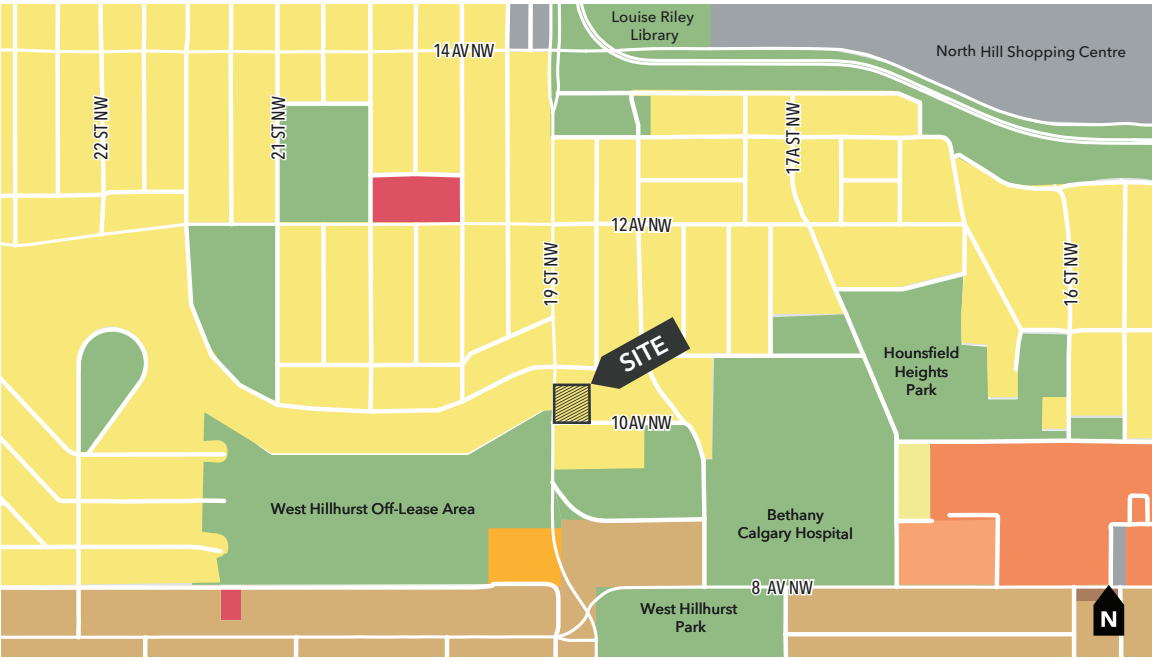 Louise Riley
Library
14 AV NW
North Hill Shopping Centre
22 ST NW
21 ST NW
17A ST NW
12 AV NW
19 ST NW
16 ST NW
SITE
Hounsfield
Heights
Park
10 AV NW
West Hillhurst Off-Lease Area
Bethany
Calgary Hospital
8 AV NW
West Hillhurst
Park
N